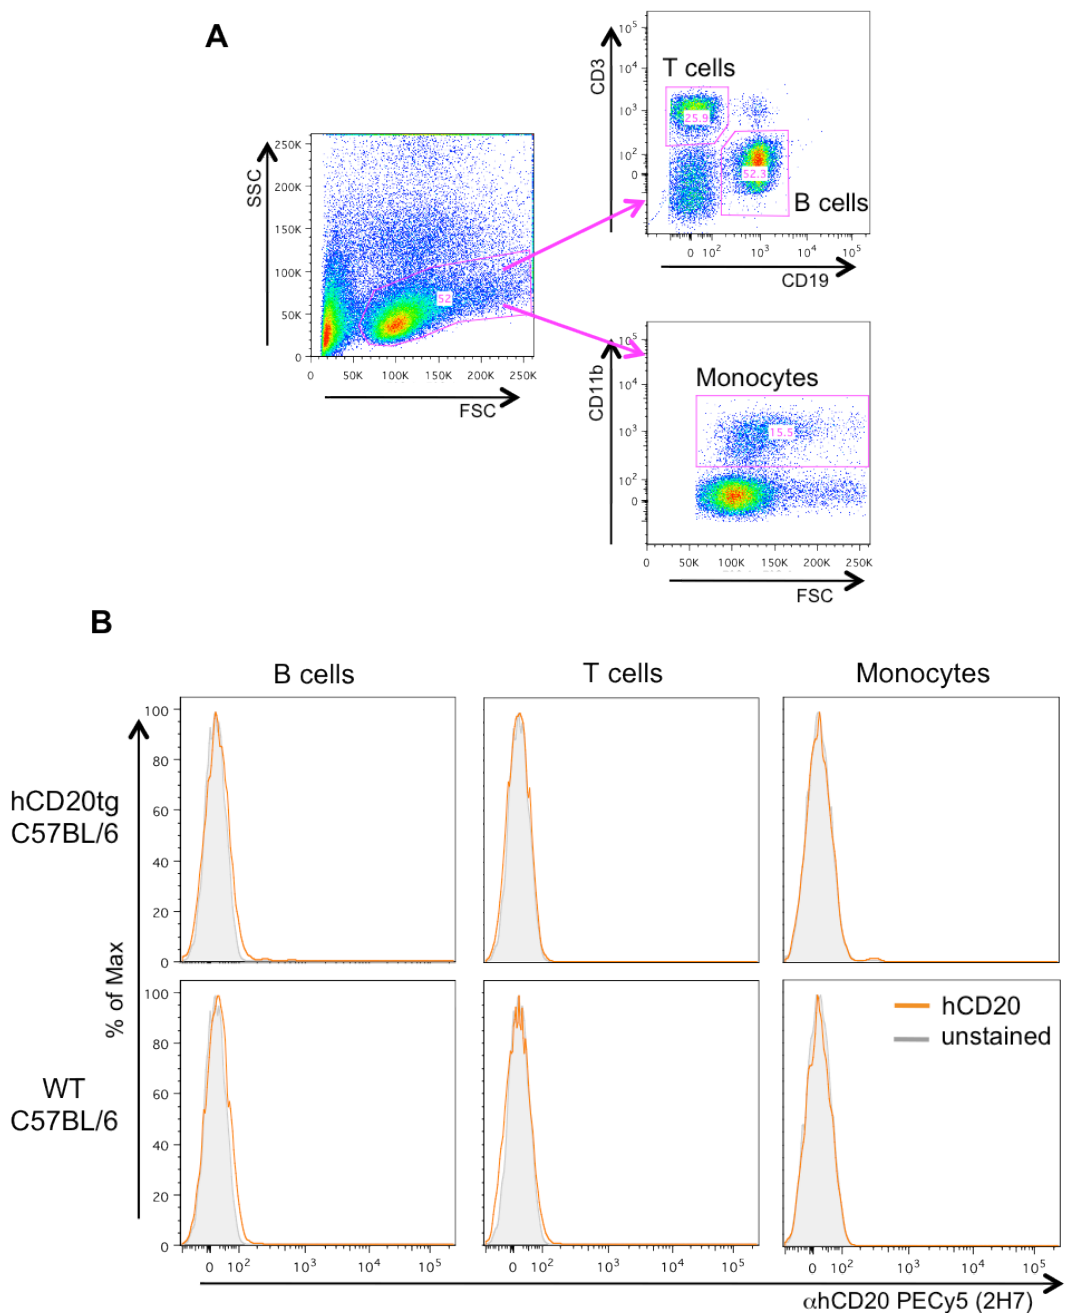 A
SSC
250K
200K
150K
100K
50K
0
52
0 50K 100K 150K 200K 250K
FSC
CD3
10^5
10^4
10^3
10^2
0
T cells
25.9
52.3
B cells
0 10^2 10^3 10^4 10^5
CD19
CD11b
10^5
10^4
10^3
10^2
0
Monocytes
15.5
0 50K 100K 150K 200K 250K
FSC
B
B cells T cells Monocytes
hCD20tg
C57BL/6
100
80
60
40
20
0
% of Max
WT
C57BL/6
100
80
60
40
20
0
hCD20
unstained
0 10^2 10^3 10^4 10^5
0 10^2 10^3 10^4 10^5
0 10^2 10^3 10^4 10^5
αhCD20 PECy5 (2H7)